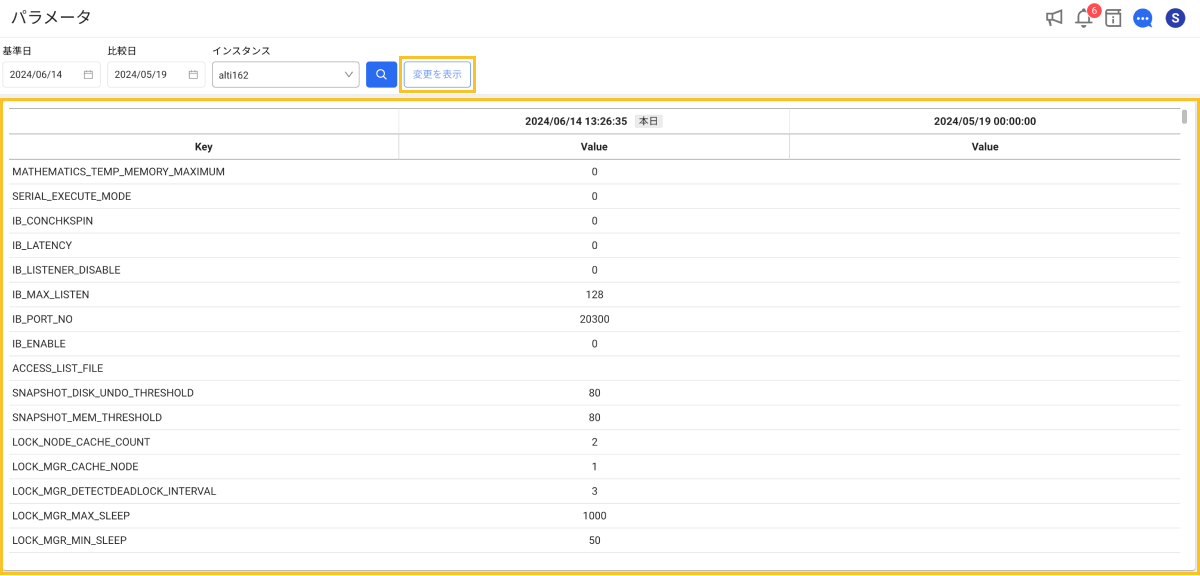 パラメータ
6
S
基準日 比較日 インスタンス
2024/06/14 2024/05/19 alti162 変更を表示
2024/06/14 13:26:35 本日 2024/05/19 00:00:00
Key Value Value
MATHEMATICS_TEMP_MEMORY_MAXIMUM 0
SERIAL_EXECUTE_MODE 0
IB_CONCHKSPIN 0
IB_LATENCY 0
IB_LISTENER_DISABLE 0
IB_MAX_LISTEN 128
IB_PORT_NO 20300
IB_ENABLE 0
ACCESS_LIST_FILE
SNAPSHOT_DISK_UNDO_THRESHOLD 80
SNAPSHOT_MEM_THRESHOLD 80
LOCK_NODE_CACHE_COUNT 2
LOCK_MGR_CACHE_NODE 1
LOCK_MGR_DETECTDEADLOCK_INTERVAL 3
LOCK_MGR_MAX_SLEEP 1000
LOCK_MGR_MIN_SLEEP 50